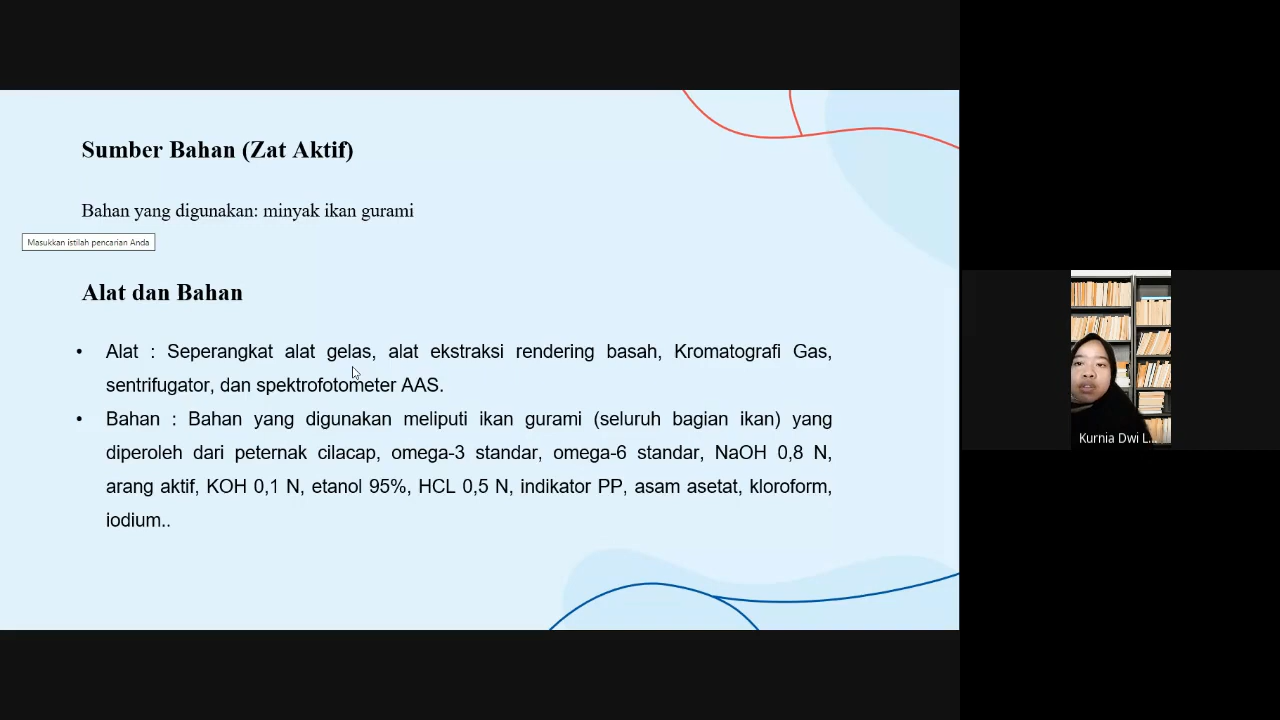 Sumber Bahan (Zat Aktif)
Bahan yang digunakan: minyak ikan gurami
Masukkan istilah pencarian Anda
Alat dan Bahan
• Alat : Seperangkat alat gelas, alat ekstraksi rendering basah, Kromatografi Gas,
sentrifugator, dan spektrofotometer AAS.
• Bahan : Bahan yang digunakan meliputi ikan gurami (seluruh bagian ikan) yang
diperoleh dari peternak cilacap, omega-3 standar, omega-6 standar, NaOH 0,8 N,
arang aktif, KOH 0,1 N, etanol 95%, HCL 0,5 N, indikator PP, asam asetat, kloroform,
iodium..
Kurnia Dwi L...